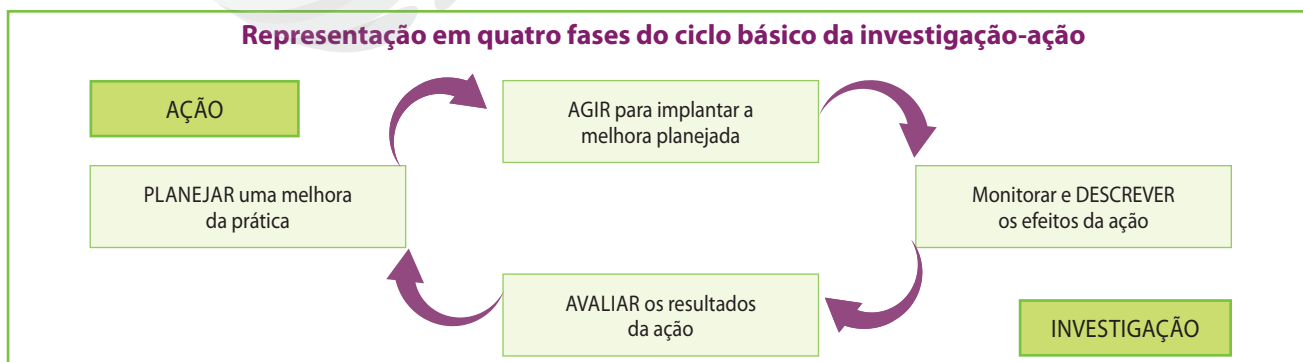 Representação em quatro fases do ciclo básico da investigação-ação
AÇÃO
AGIR para implantar a
melhora planejada
PLANEJAR uma melhora
da prática
Monitorar e DESCREVER
os efeitos da ação
AVALIAR os resultados
da ação
INVESTIGAÇÃO